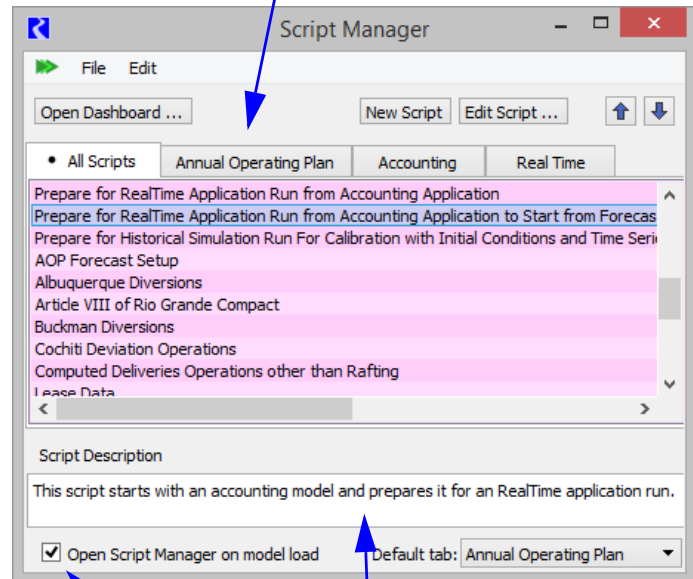 Script Manager
File Edit
Open Dashboard ... New Script Edit Script ...
• All Scripts Annual Operating Plan Accounting Real Time
Prepare for RealTime Application Run from Accounting Application
Prepare for RealTime Application Run from Accounting Application to Start from Forecas
Prepare for Historical Simulation Run For Calibration with Initial Conditions and Time Seri
AOP Forecast Setup
Albuquerque Diversions
Article VIII of Rio Grande Compact
Buckman Diversions
Cochiti Deviation Operations
Computed Deliveries Operations other than Rafting
Lease Data
Script Description
This script starts with an accounting model and prepares it for an RealTime application run.
Open Script Manager on model load Default tab: Annual Operating Plan